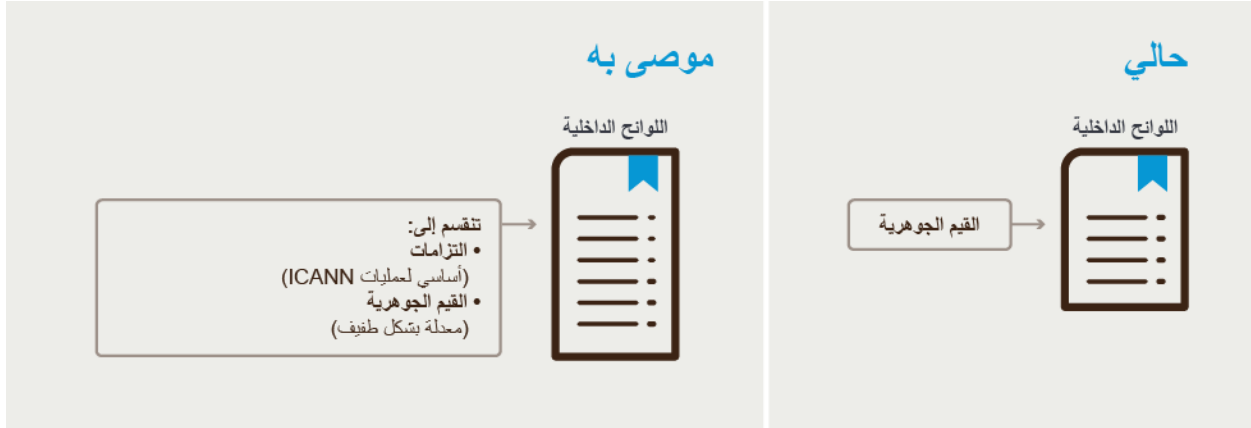 حالي
اللوائح الداخلية
القيم الجوهرية
موصى به
اللوائح الداخلية
تنقسم إلى:
• التزامات
(أساسي لعمليات ICANN)
• القيم الجوهرية
(معدلة بشكل طفيف)